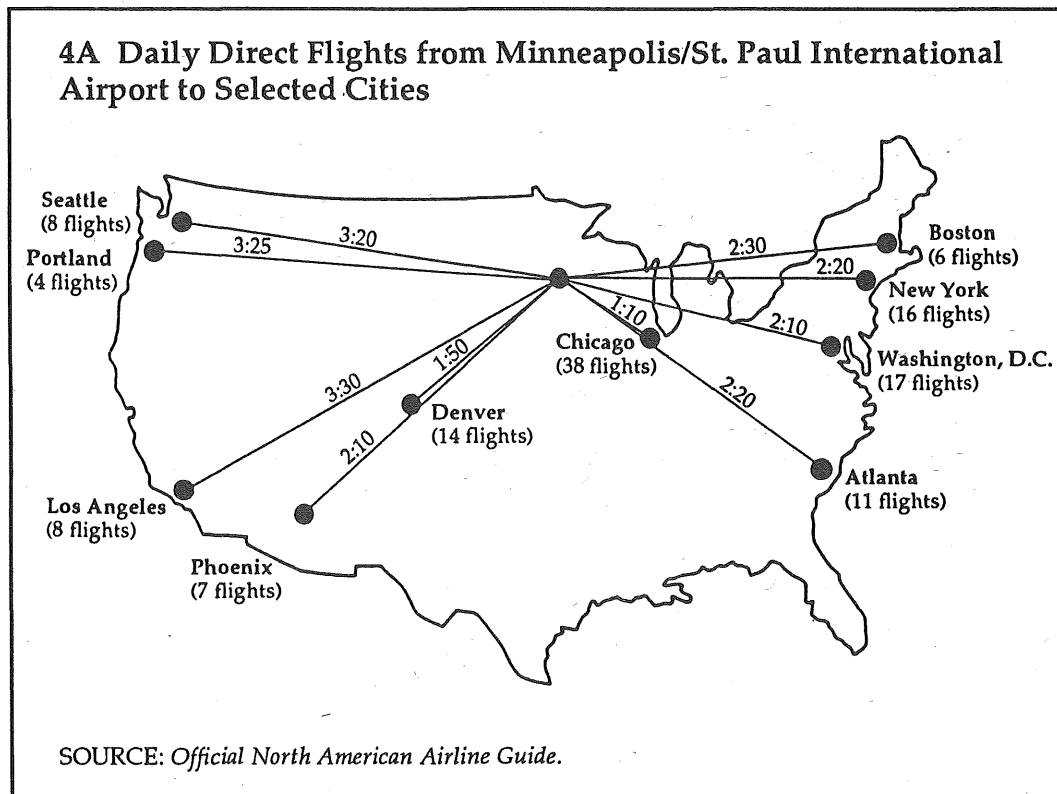 4A Daily Direct Flights from Minneapolis/St. Paul International
Airport to Selected Cities
Seattle
(8 flights)
3:20
3:25
Portland
(4 flights)
2:30
Boston
(6 flights)
2:20
New York
(16 flights)
1:10
2:10
Chicago
(38 flights)
Washington, D.C.
(17 flights)
1:50
3:30
2:20
Denver
(14 flights)
2:10
Atlanta
(11 flights)
Los Angeles
(8 flights)
Phoenix
(7 flights)
SOURCE: Official North American Airline Guide.